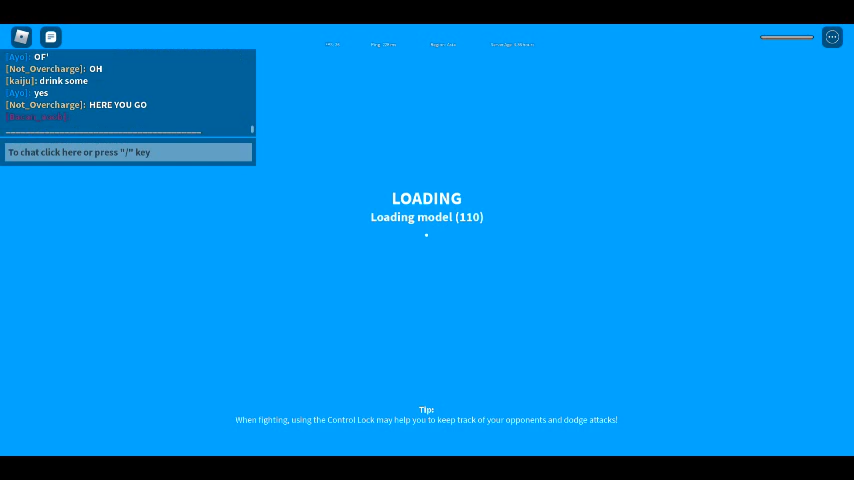 [Ayo]: OF'
[Not_Overcharge]: OH
[kaiju]: drink some
[Ayo]: yes
[Not_Overcharge]: HERE YOU GO
To chat click here or press "/" key
LOADING
Loading model (110)
Tip:
When fighting, using the Control Lock may help you to keep track of your opponents and dodge attacks!